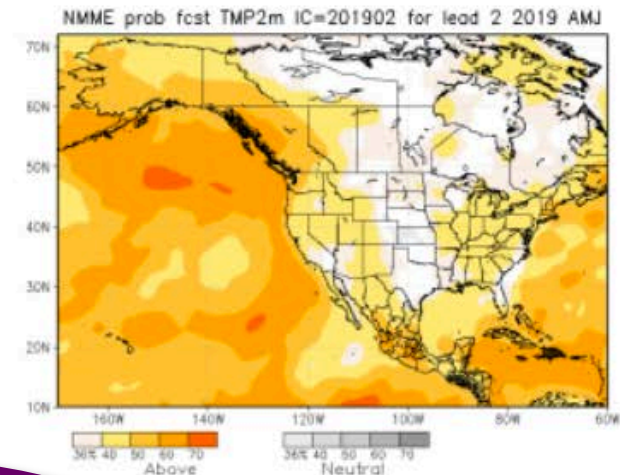 NMME prob fcst TMP2m IC=201902 for lead 2 2019 AMJ
70N
60N
50N
40N
30N
20N
10N
160W 140W 120W 100W 80W 60W
36% 40 50 60 70 36% 40 50 60 70
Above Neutral